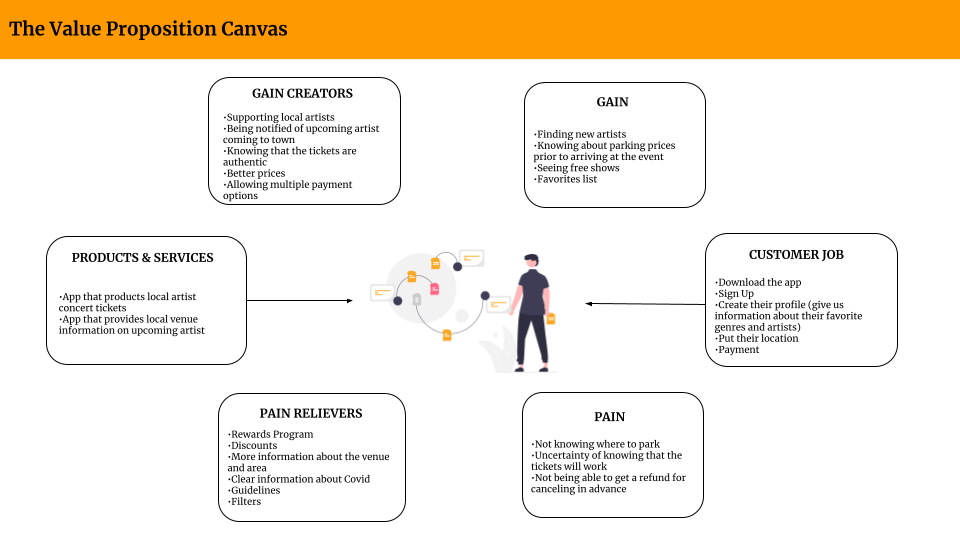 The Value Proposition Canvas
GAIN CREATORS
•Supporting local artists
•Being notified of upcoming artist
coming to town
•Knowing that the tickets are
authentic
•Better prices
•Allowing multiple payment
options
GAIN
•Finding new artists
•Knowing about parking prices
prior to arriving at the event
•Seeing free shows
•Favorites list
PRODUCTS & SERVICES
•App that products local artist
concert tickets
•App that provides local venue
information on upcoming artist
CUSTOMER JOB
•Download the app
•Sign Up
•Create their profile (give us
information about their favorite
genres and artists)
•Put their location
•Payment
PAIN RELIEVERS
•Rewards Program
•Discounts
•More information about the venue
and area
•Clear information about Covid
•Guidelines
•Filters
PAIN
•Not knowing where to park
•Uncertainty of knowing that the
tickets will work
•Not being able to get a refund for
canceling in advance